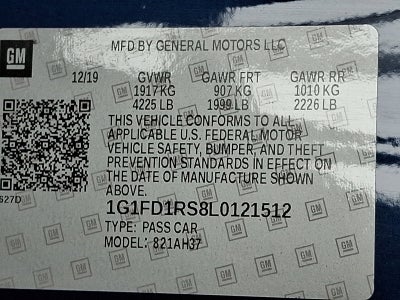 GM
MFD BY GENERAL MOTORS LLC
12/19 GVWR GAWR FRT GAWR RR
1917 KG 907 KG 1010 KG
4225 LB 1999 LB 2226 LB
THIS VEHICLE CONFORMS TO ALL
APPLICABLE U.S. FEDERAL MOTOR
VEHICLE SAFETY, BUMPER, AND THEFT
PREVENTION STANDARDS IN EFFECT ON
THE DATE OF MANUFACTURE SHOWN
ABOVE.
S27D
1G1FD1RS8L0121512
TYPE: PASS CAR
MODEL: 821AH37